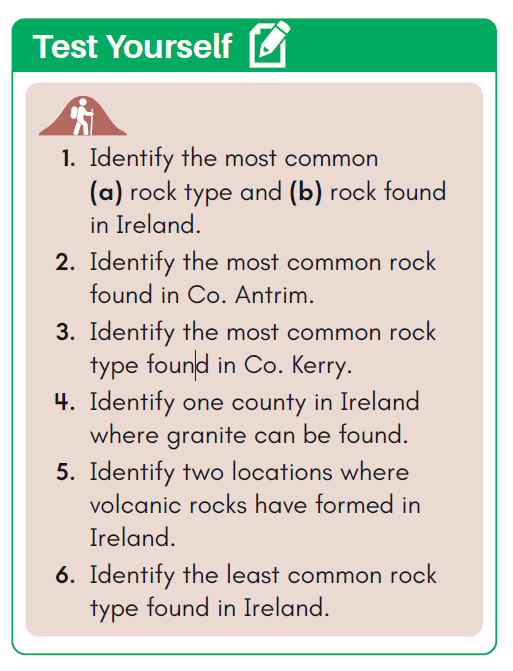 Test Yourself
1. Identify the most common
(a) rock type and (b) rock found
in Ireland.
2. Identify the most common rock
found in Co. Antrim.
3. Identify the most common rock
type found in Co. Kerry.
4. Identify one county in Ireland
where granite can be found.
5. Identify two locations where
volcanic rocks have formed in
Ireland.
6. Identify the least common rock
type found in Ireland.